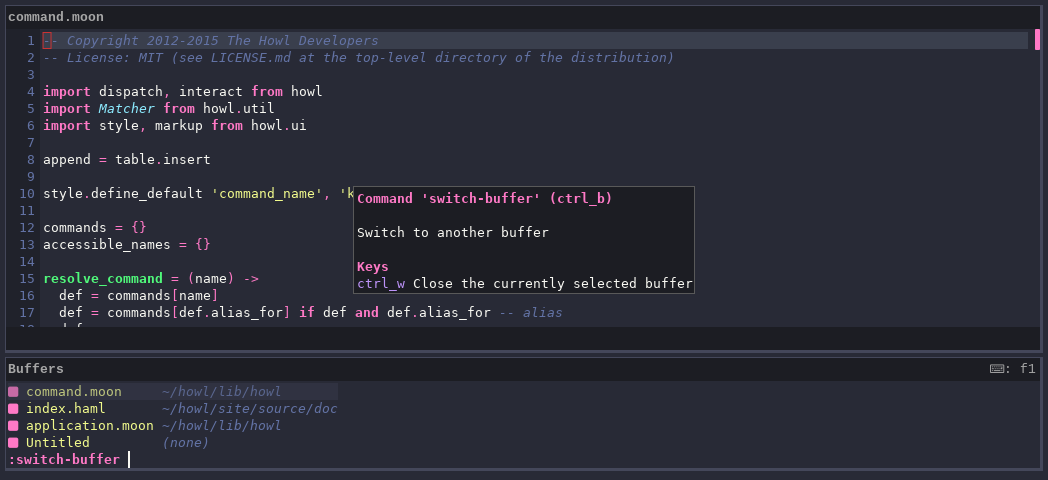 command.moon
1 -- Copyright 2012-2015 The Howl Developers
2 -- License: MIT (see LICENSE.md at the top-level directory of the distribution)
3
4 import dispatch, interact from howl
5 import Matcher from howl.util
6 import style, markup from howl.ui
7
8 append = table.insert
9
10 style.define_default 'command_name', 'k
Command 'switch-buffer' (ctrl_b)
Switch to another buffer
Keys
ctrl_w Close the currently selected buffer
11
12 commands = {}
13 accessible_names = {}
14
15 resolve_command = (name) ->
16   def = commands[name]
17   def = commands[def.alias_for] if def and def.alias_for -- alias
Buffers ⌨: f1
command.moon ~/howl/lib/howl
index.haml ~/howl/site/source/doc
application.moon ~/howl/lib/howl
Untitled (none)
:switch-buffer